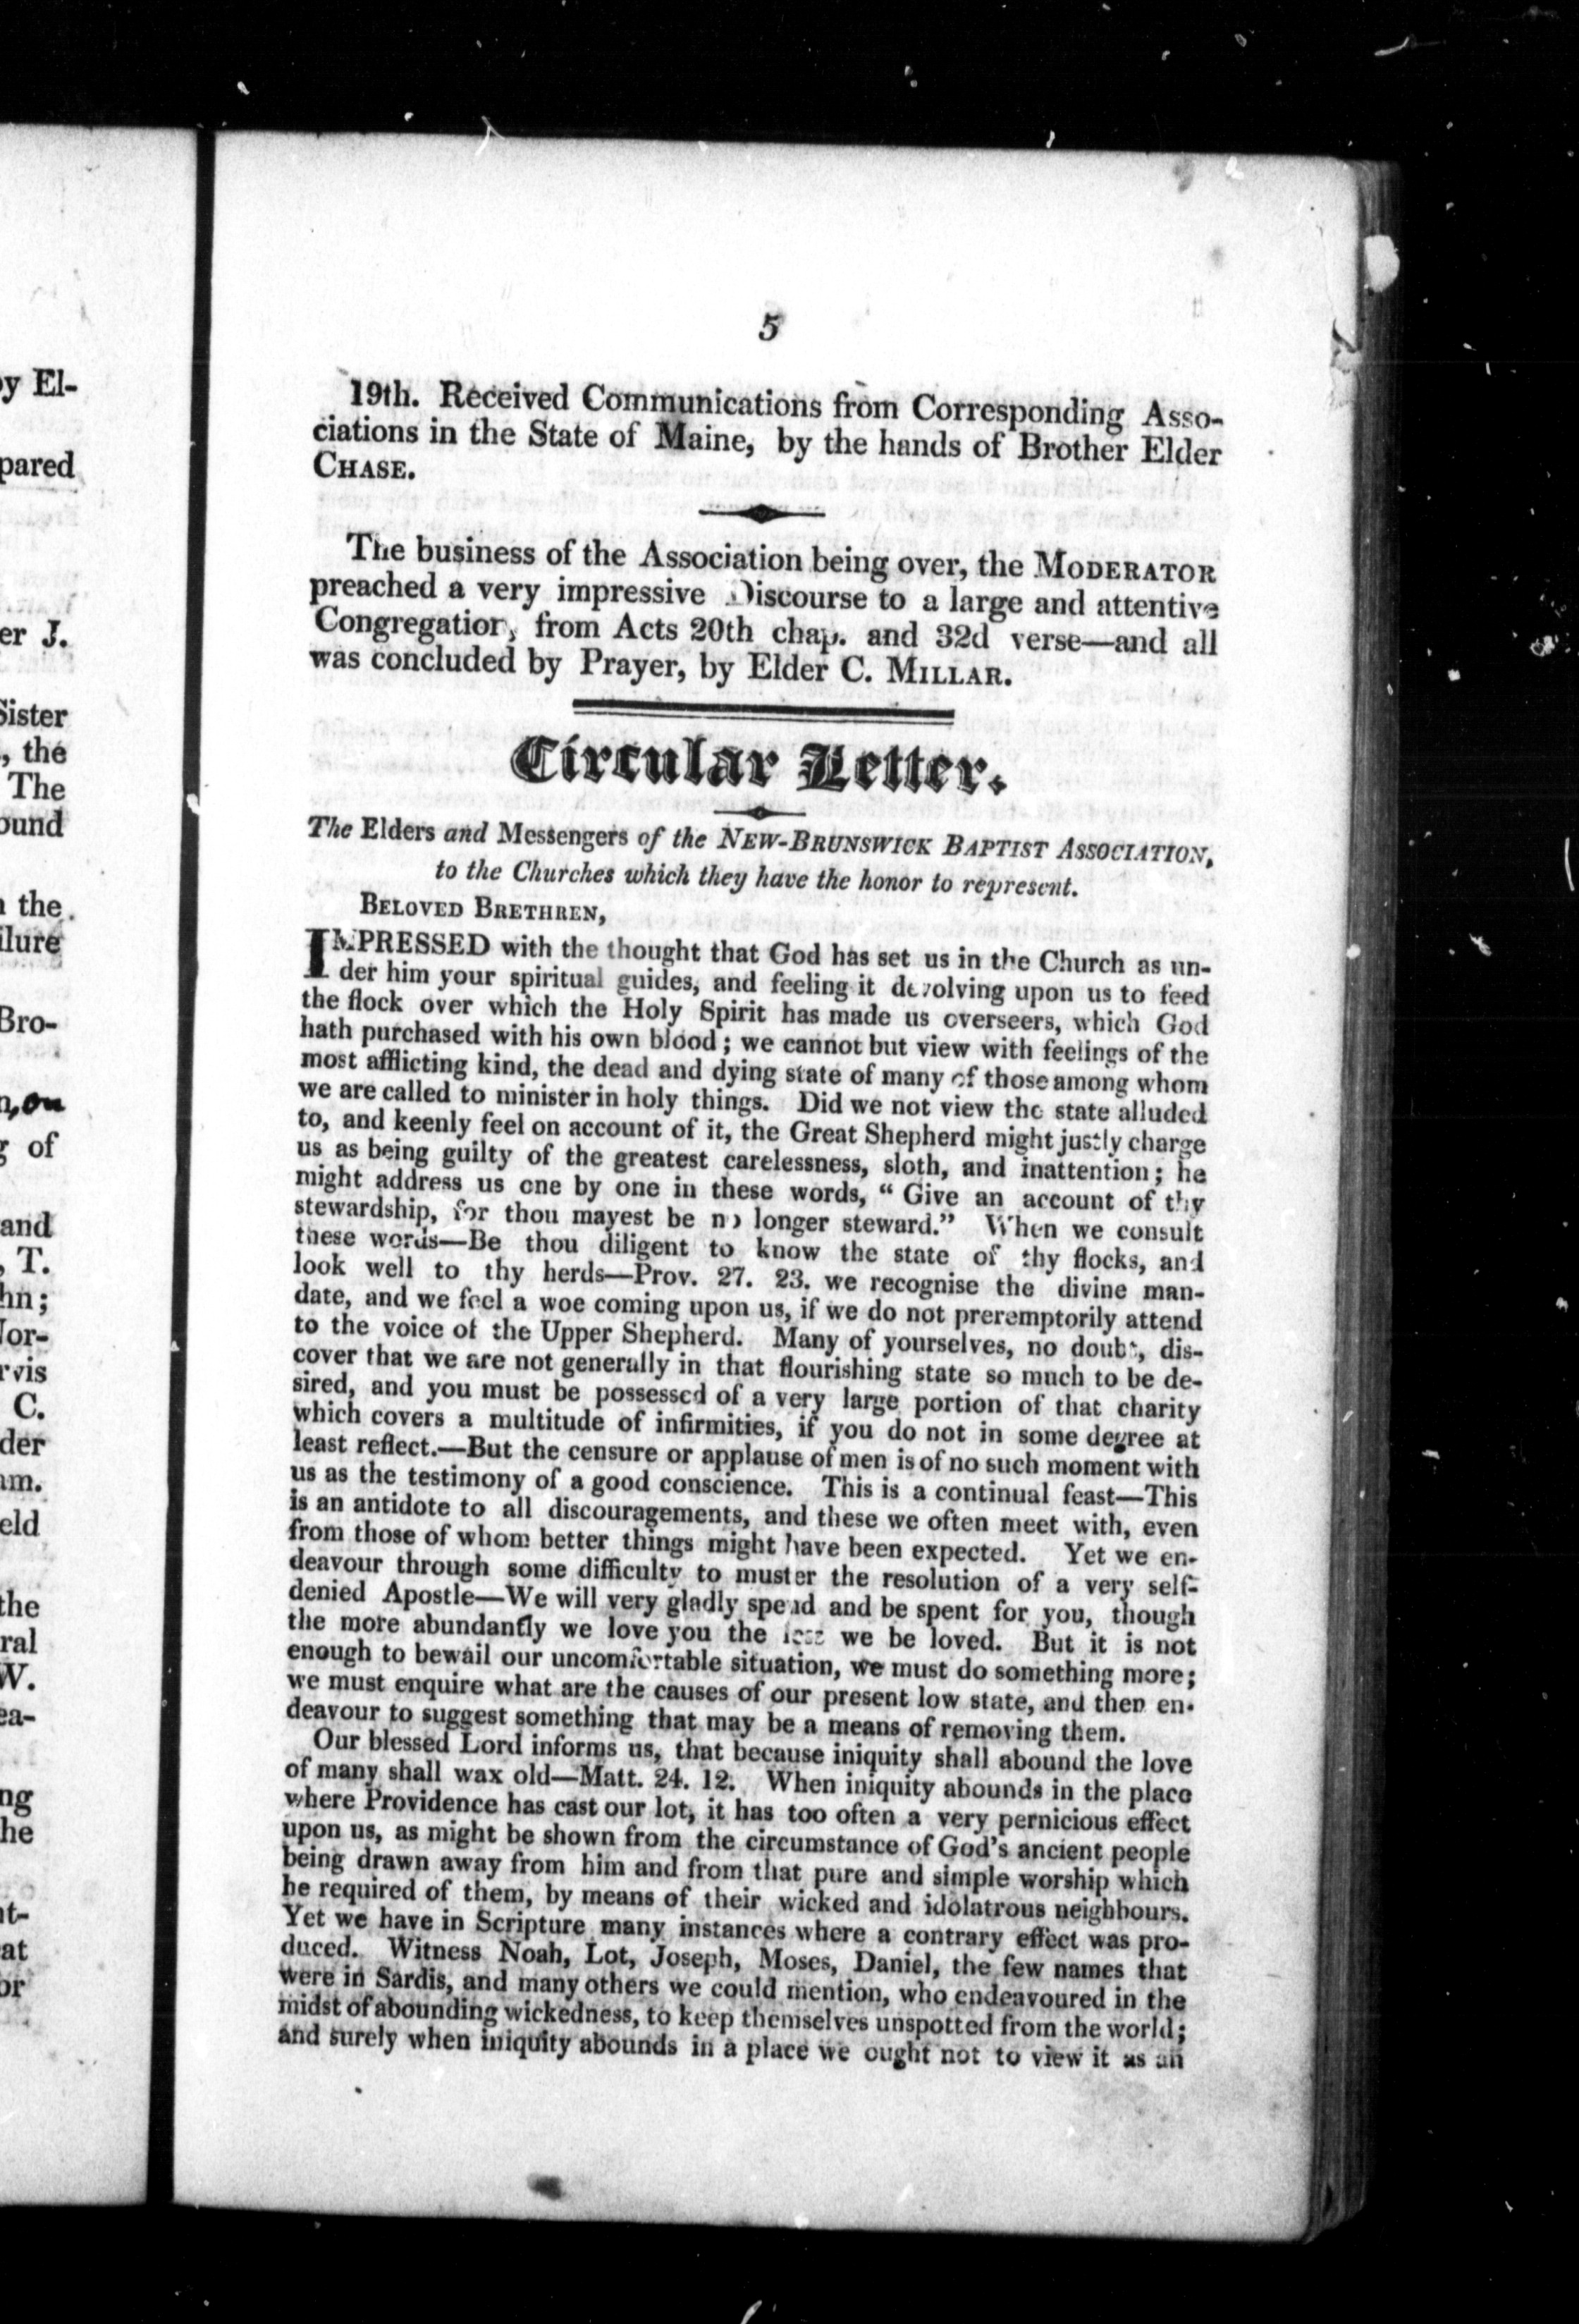 y El-
pared
er J.
Sister
, the
The
ound
the
ilure
Bro-
n, on
of
and
, T.
hn;
Nor-
rvis
C.
der
am.
eld
the
ral
W.
ea-
ng
he
nt-
at
or
5
19th. Received Communications from Corresponding Asso-
ciations in the State of Maine, by the hands of Brother Elder
CHASE.
The business of the Association being over, the MODERATOR
preached a very impressive Discourse to a large and attentive
Congregation, from Acts 20th chap. and 32d verse—and all
was concluded by Prayer, by Elder C. MILLAR.
Circular Letter.
The Elders and Messengers of the NEW-BRUNSWICK BAPTIST ASSOCIATION,
to the Churches which they have the honor to represent.
BELOVED BRETHREN,
IMPRESSED with the thought that God has set us in the Church as un-
der him your spiritual guides, and feeling it devolving upon us to feed
the flock over which the Holy Spirit has made us overseers, which God
hath purchased with his own blood; we cannot but view with feelings of the
most afflicting kind, the dead and dying state of many of those among whom
we are called to minister in holy things. Did we not view the state alluded
to, and keenly feel on account of it, the Great Shepherd might justly charge
us as being guilty of the greatest carelessness, sloth, and inattention; he
might address us one by one in these words, "Give an account of thy
stewardship, for thou mayest be no longer steward." When we consult
these words—Be thou diligent to know the state of thy flocks, and
look well to thy herds—Prov. 27. 23. we recognise the divine man-
date, and we feel a woe coming upon us, if we do not preremptorily attend
to the voice of the Upper Shepherd. Many of yourselves, no doubt, dis-
cover that we are not generally in that flourishing state so much to be de-
sired, and you must be possessed of a very large portion of that charity
which covers a multitude of infirmities, if you do not in some degree at
least reflect.—But the censure or applause of men is of no such moment with
us as the testimony of a good conscience. This is a continual feast—This
is an antidote to all discouragements, and these we often meet with, even
from those of whom better things might have been expected. Yet we en-
deavour through some difficulty to muster the resolution of a very self-
denied Apostle—We will very gladly spend and be spent for you, though
the more abundantly we love you the less we be loved. But it is not
enough to bewail our uncomfortable situation, we must do something more;
we must enquire what are the causes of our present low state, and then en-
deavour to suggest something that may be a means of removing them.
Our blessed Lord informs us, that because iniquity shall abound the love
of many shall wax old—Matt. 24. 12. When iniquity abounds in the place
where Providence has cast our lot, it has too often a very pernicious effect
upon us, as might be shown from the circumstance of God's ancient people
being drawn away from him and from that pure and simple worship which
he required of them, by means of their wicked and idolatrous neighbours.
Yet we have in Scripture many instances where a contrary effect was pro-
duced. Witness Noah, Lot, Joseph, Moses, Daniel, the few names that
were in Sardis, and many others we could mention, who endeavoured in the
midst of abounding wickedness, to keep themselves unspotted from the world;
and surely when iniquity abounds in a place we ought not to view it as an